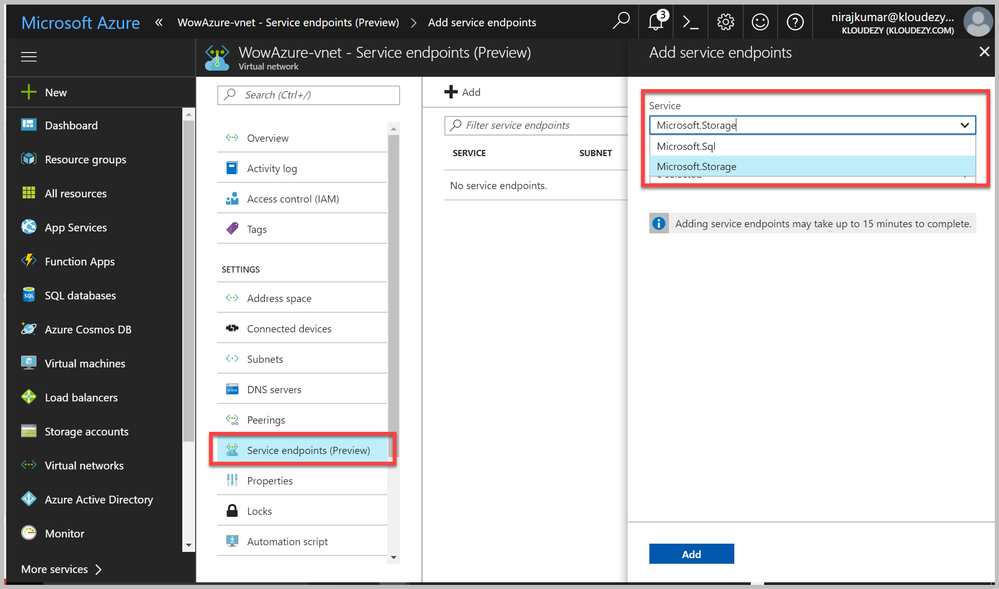 Microsoft Azure « WowAzure-vnet - Service endpoints (Preview) > Add service endpoints
3
nirajkumar@kloudezy...
KLOUDEZY (KLOUDEZY.COM)
New
Dashboard
Resource groups
All resources
App Services
Function Apps
SQL
SQL databases
Azure Cosmos DB
Virtual machines
Load balancers
Storage accounts
Virtual networks
Azure Active Directory
Monitor
More services >
WowAzure-vnet - Service endpoints (Preview)
Virtual network
Search (Ctrl+/)
Overview
Activity log
Access control (IAM)
Tags
SETTINGS
Address space
Connected devices
Subnets
www
DNS servers
Peerings
Service endpoints (Preview)
Properties
Locks
Automation script
Add
Filter service endpoints
SERVICE SUBNET
No service endpoints.
Add service endpoints
Service
Microsoft.Storage
Microsoft.Sql
Microsoft.Storage
selected
Adding service endpoints may take up to 15 minutes to complete.
Add